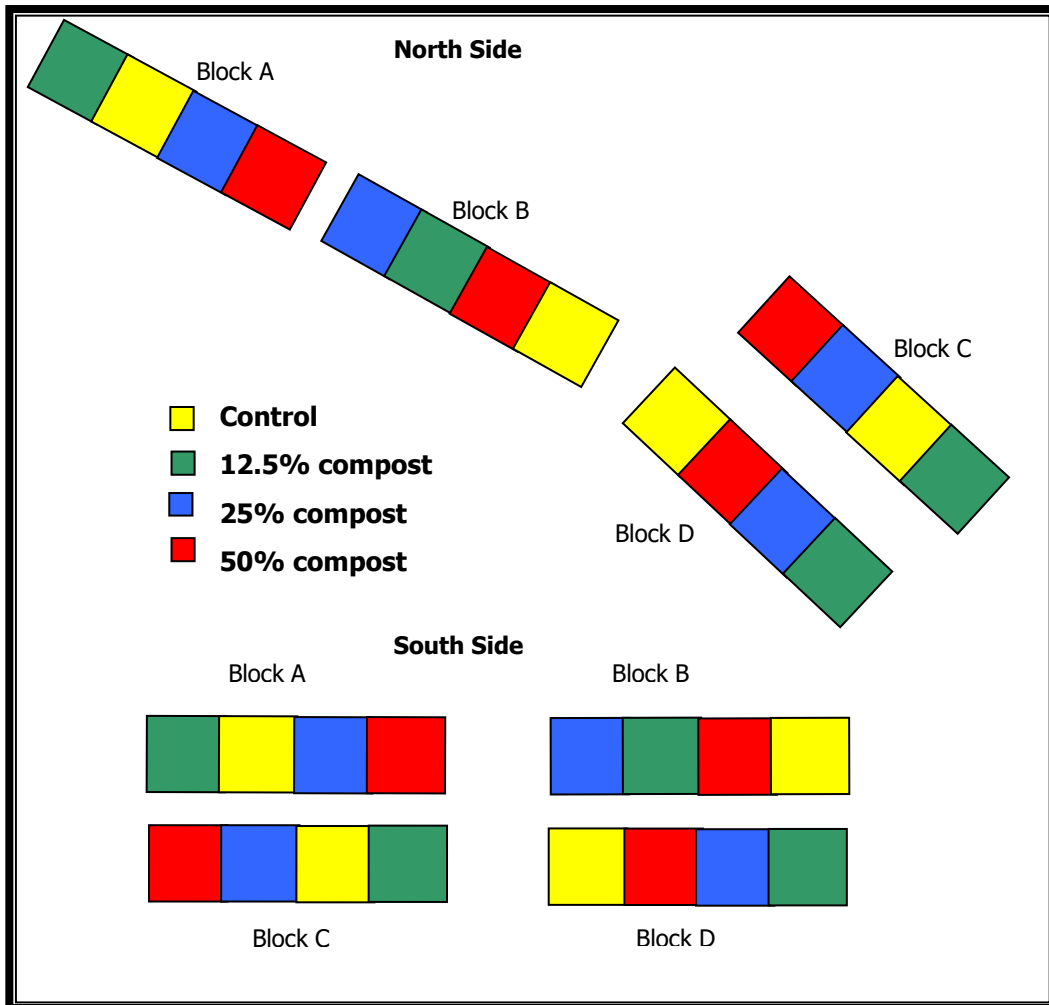 North Side
Block A
Block B
Block C
Control
12.5% compost
25% compost
50% compost
Block D
South Side
Block A
Block B
Block C
Block D